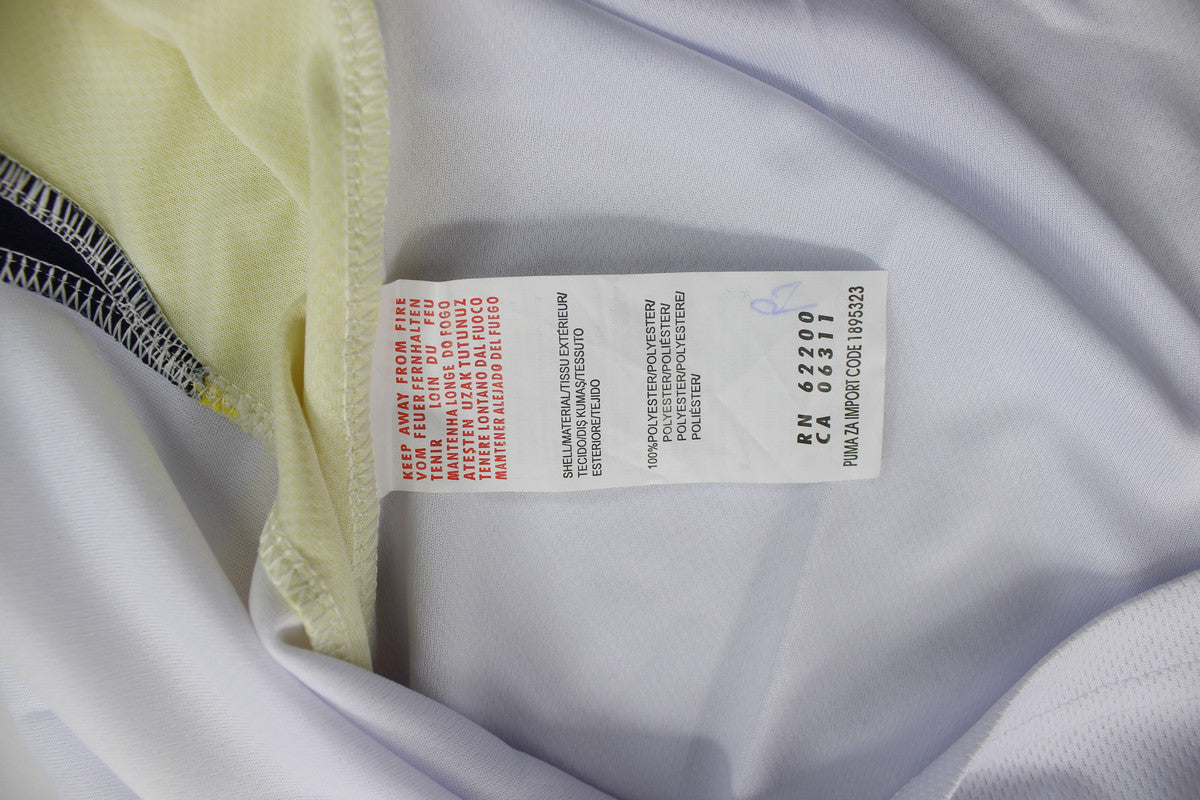 KEEP AWAY FROM FIRE
VOM FEUER FERNHALTEN
TENIR LOIN DU FEU
MANTENHA LONGE DO FOGO
ATESTEN UZAK TUTUNUZ
TENERE LONTANO DAL FUOCO
MANTENER ALEJADO DEL FUEGO
SHELL/MATERIAL/TISSU EXTÉRIEUR/
TECIDO/DIŞ KUMAŞ/TESSUTO
ESTERIORE/TEJIDO
100%POLYESTER/POLYESTER/
POLYESTER/POLIÉSTER/
POLYESTER/POLYESTERE/
POLIÉSTER/
RN 62200
CA 06311
PUMA ZA IMPORT CODE 1895323